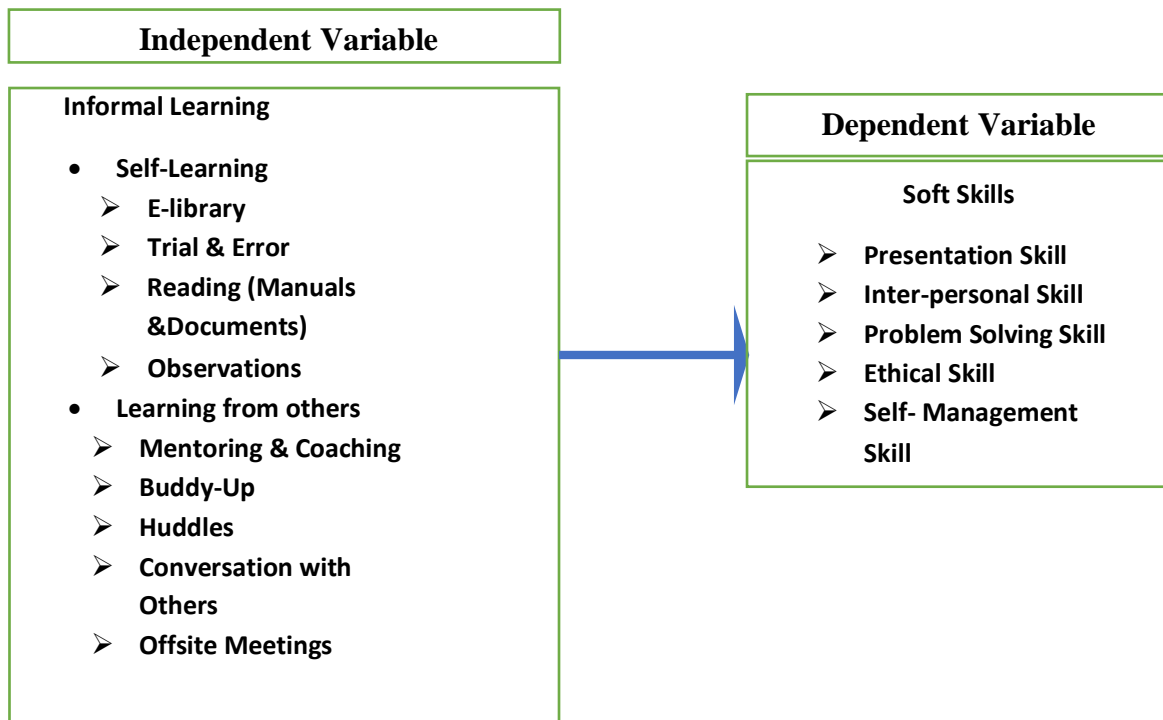 Independent Variable
Informal Learning
• Self-Learning
➢ E-library
➢ Trial & Error
➢ Reading (Manuals
&Documents)
➢ Observations
• Learning from others
➢ Mentoring & Coaching
➢ Buddy-Up
➢ Huddles
➢ Conversation with
Others
➢ Offsite Meetings
Dependent Variable
Soft Skills
➢ Presentation Skill
➢ Inter-personal Skill
➢ Problem Solving Skill
➢ Ethical Skill
➢ Self- Management
Skill